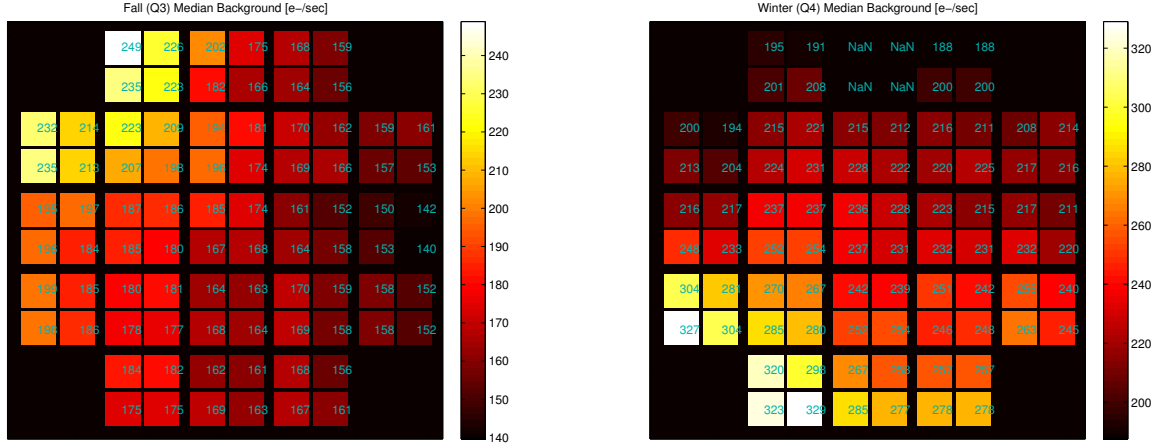 Fall (Q3) Median Background [e−/sec]
249 226 202 175 168 159
235 223 182 166 164 156
232 214 223 209 194 181 170 162 159 161
235 213 207 198 196 174 169 166 157 153
195 197 187 186 185 174 161 152 150 142
196 184 185 180 167 168 164 158 153 140
199 185 180 181 164 163 170 159 158 152
198 186 178 177 168 164 169 158 158 152
184 182 162 161 168 156
175 175 169 163 167 161
240
230
220
210
200
190
180
170
160
150
140
Winter (Q4) Median Background [e−/sec]
195 191 NaN NaN 188 188
201 208 NaN NaN 200 200
200 194 215 221 215 212 216 211 208 214
213 204 224 231 228 222 220 225 217 216
216 217 237 237 236 228 223 215 217 211
248 233 252 254 237 231 232 231 232 220
304 281 270 267 242 239 251 242 240
327 304 285 280 254 246 243 263 245
320 298 267 257
323 329 285 277 278 273
320
300
280
260
240
220
200